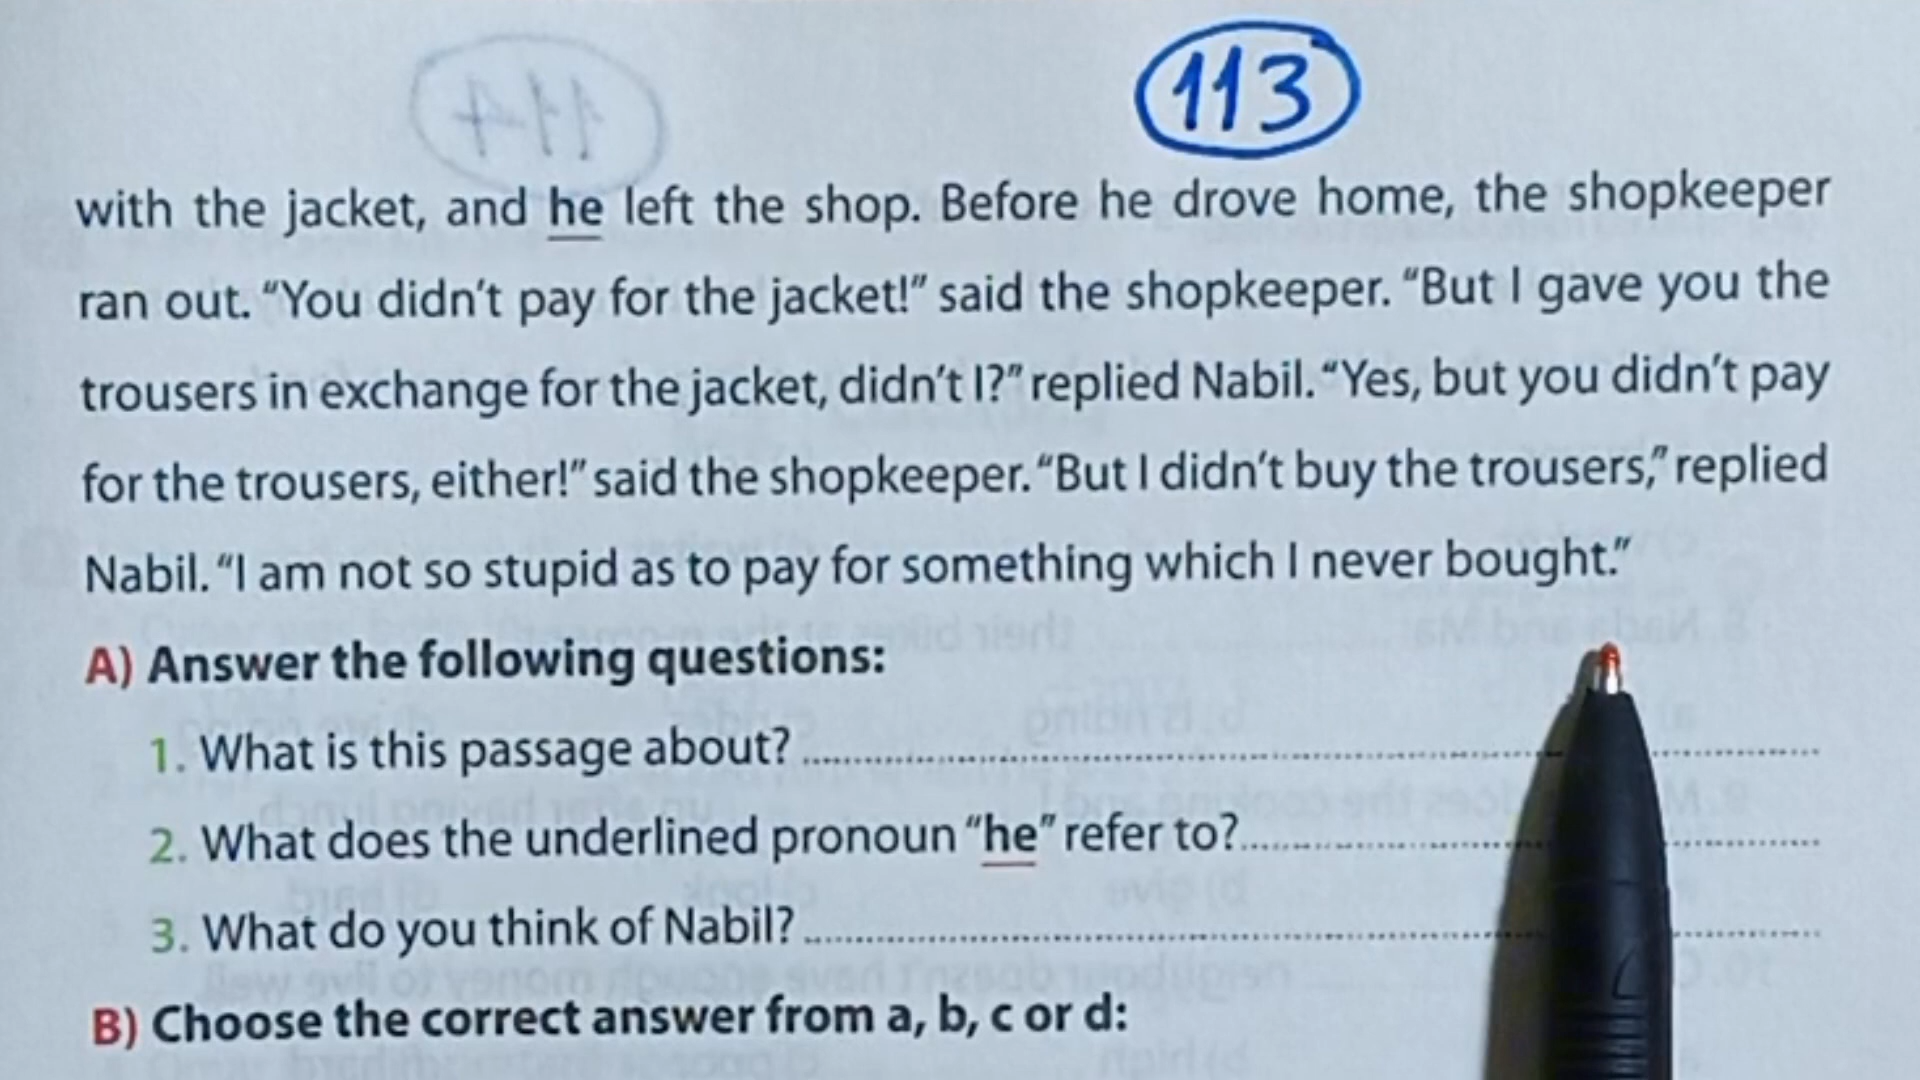 113
with the jacket, and he left the shop. Before he drove home, the shopkeeper
ran out. “You didn’t pay for the jacket!” said the shopkeeper. “But I gave you the
trousers in exchange for the jacket, didn’t I?” replied Nabil. “Yes, but you didn’t pay
for the trousers, either!” said the shopkeeper. “But I didn’t buy the trousers,” replied
Nabil. “I am not so stupid as to pay for something which I never bought.”
A) Answer the following questions:
1. What is this passage about?
2. What does the underlined pronoun “he” refer to?
3. What do you think of Nabil?
B) Choose the correct answer from a, b, c or d: